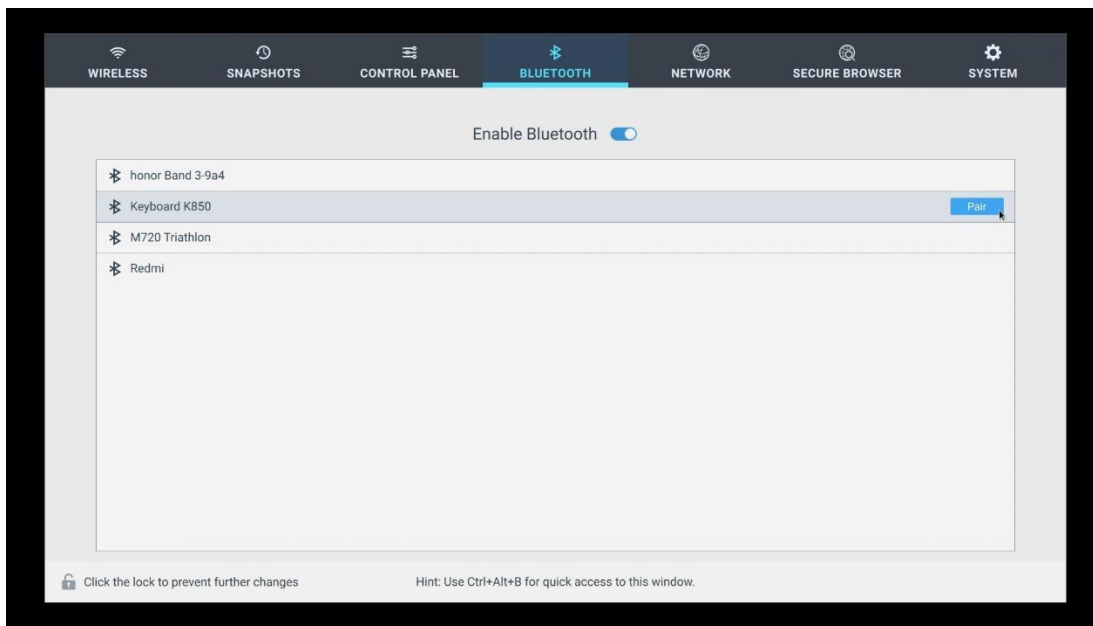 WIRELESS SNAPSHOTS CONTROL PANEL BLUETOOTH NETWORK SECURE BROWSER SYSTEM
Enable Bluetooth
honor Band 3-9a4
Keyboard K850 Pair
M720 Triathlon
Redmi
Click the lock to prevent further changes Hint: Use Ctrl+Alt+B for quick access to this window.